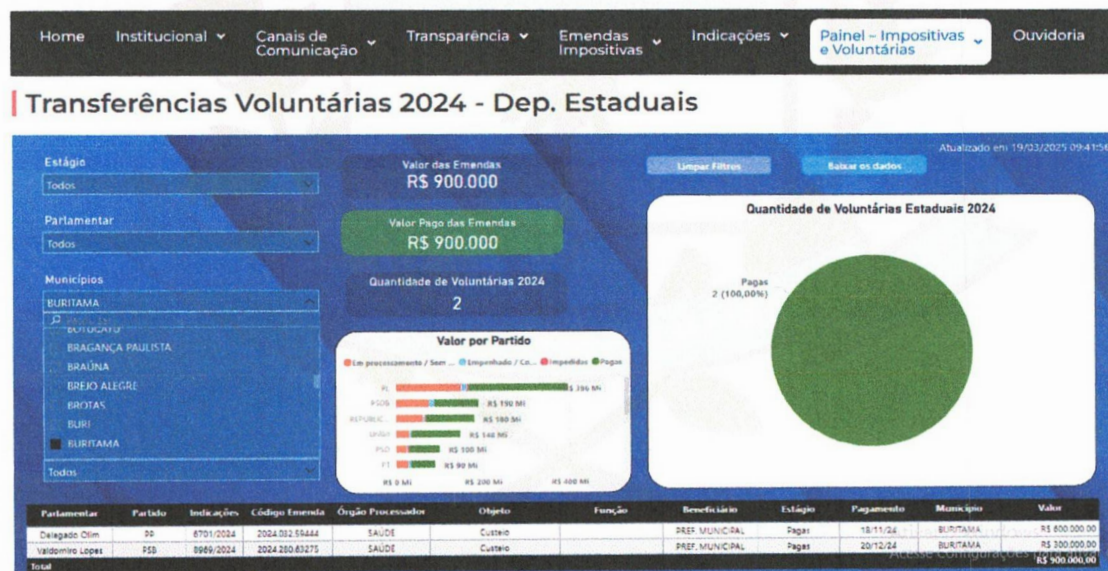 Home Institucional Canais de Comunicação Transparência Emendas Impositivas Indicações Painel – Impositivas e Voluntárias Ouvidoria
Transferências Voluntárias 2024 - Dep. Estaduais
Atualizado em 19/03/2025 09:41:56
Estágio
Todos
Valor das Emendas
R$ 900.000
Limpar Filtros
Baixar os dados
Parlamentar
Todos
Valor Pago das Emendas
R$ 900.000
Municípios
BURITAMA
BOTUCATU
BRAGANÇA PAULISTA
BRAÚNA
BREJO ALEGRE
BROTAS
BURI
BURITAMA
Todos
Quantidade de Voluntárias 2024
2
Valor por Partido
Em processamento / Sem ... Empenhado / Co... Impedidas Pagas
PL R$ 396 Mi
PSDB R$ 190 Mi
REPUBLIC... R$ 180 Mi
UNIÃO R$ 148 Mi
PSD R$ 100 Mi
PT R$ 90 Mi
R$ 0 Mi R$ 200 Mi R$ 400 Mi
Quantidade de Voluntárias Estaduais 2024
Pagas
2 (100,00%)
Parlamentar Partido Indicações Código Emenda Órgão Processador Objeto Função Beneficiário Estágio Pagamento Município Valor
Delegado Olim PP 6701/2024 2024.082.59444 SAÚDE Custeio PREF. MUNICIPAL Pagas 18/11/24 BURITAMA R$ 600.000,00
Valdomiro Lopes PSB 8969/2024 2024.280.63275 SAÚDE Custeio PREF. MUNICIPAL Pagas 20/12/24 BURITAMA R$ 300.000,00
Total R$ 900.000,00
Acesse Configurações